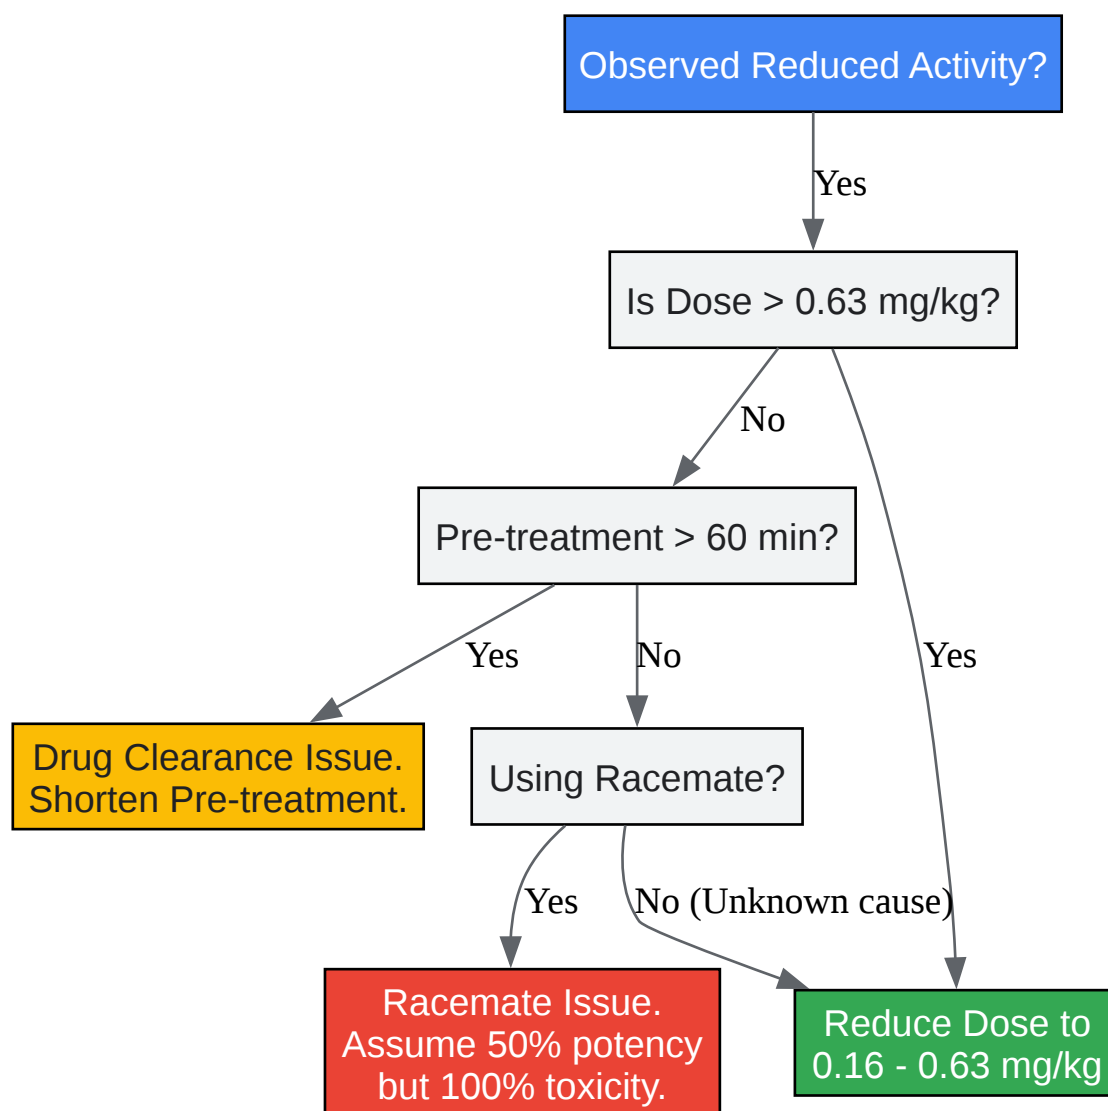 Observed Reduced Activity?
Yes
Is Dose > 0.63 mg/kg?
No
Pre-treatment > 60 min?
Yes
No
Yes
Drug Clearance Issue.
Shorten Pre-treatment.
Using Racemate?
Yes
No (Unknown cause)
Racemate Issue.
Assume 50% potency
but 100% toxicity.
Reduce Dose to
0.16 - 0.63 mg/kg